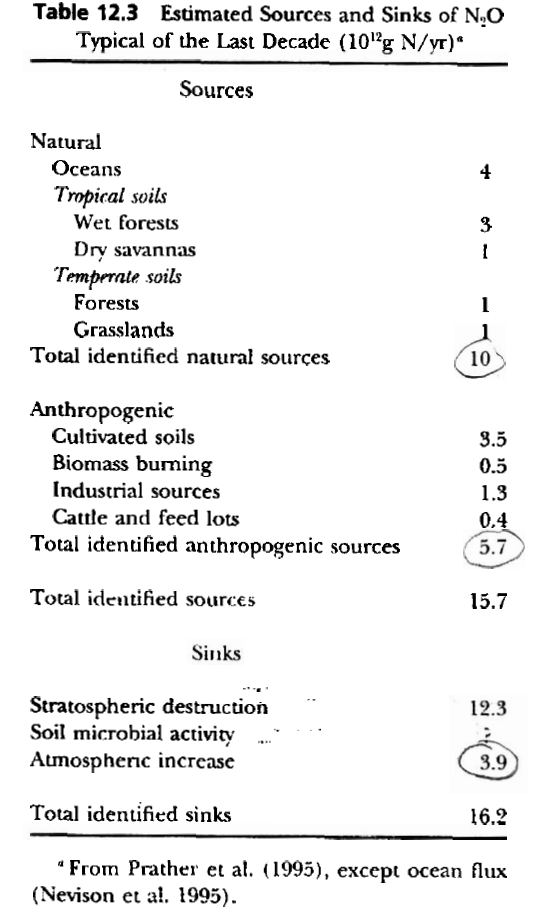 Table 12.3 Estimated Sources and Sinks of N₂O
Typical of the Last Decade (10¹²g N/yr)ᵃ
Sources
Natural
Oceans 4
Tropical soils
Wet forests 3
Dry savannas 1
Temperate soils
Forests 1
Grasslands 1
Total identified natural sources 10
Anthropogenic
Cultivated soils 3.5
Biomass burning 0.5
Industrial sources 1.3
Cattle and feed lots 0.4
Total identified anthropogenic sources 5.7
Total identified sources 15.7
Sinks
Stratospheric destruction 12.3
Soil microbial activity ?
Atmospheric increase 3.9
Total identified sinks 16.2
ᵃ From Prather et al. (1995), except ocean flux
(Nevison et al. 1995).